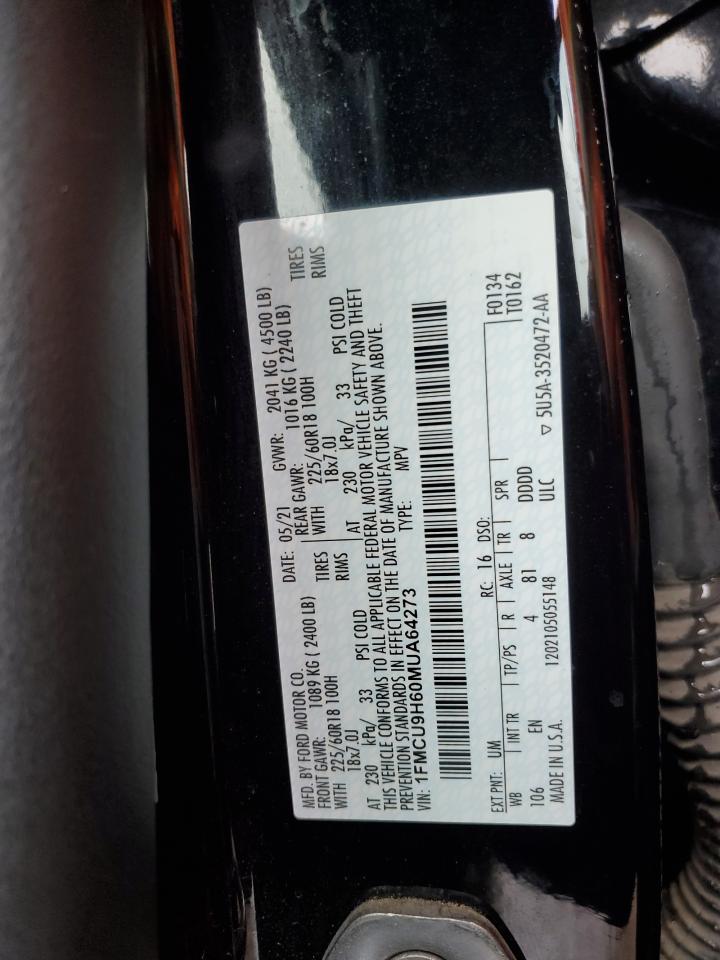 MFD. BY FORD MOTOR CO.
DATE: 05/21 GVWR: 2041 KG ( 4500 LB)
FRONT GAWR: 1089 KG ( 2400 LB) REAR GAWR: 1016 KG ( 2240 LB)
WITH 225/60R18 100H TIRES WITH 225/60R18 100H TIRES
18x7.0J RIMS 18x7.0J RIMS
AT 230 kPa/ 33 PSI COLD AT 230 kPa/ 33 PSI COLD
THIS VEHICLE CONFORMS TO ALL APPLICABLE FEDERAL MOTOR VEHICLE SAFETY AND THEFT
PREVENTION STANDARDS IN EFFECT ON THE DATE OF MANUFACTURE SHOWN ABOVE.
VIN: 1FMCU9H60MUA64273 TYPE: MPV
EXT PNT: UM RC: 16 DSO: F0134
WB INT TR TP/PS R AXLE TR SPR T0162
106 EN 4 81 8 DDDD
MADE IN U.S.A. 1202105055148 ULC ▽ 5U5A-3520472-AA